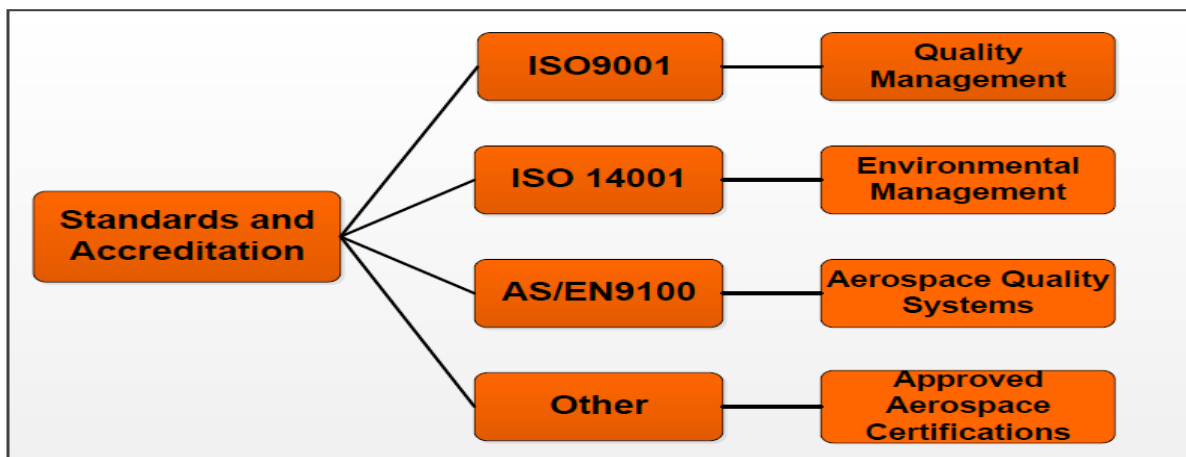 Standards and
Accreditation
ISO9001
Quality
Management
ISO 14001
Environmental
Management
AS/EN9100
Aerospace Quality
Systems
Other
Approved
Aerospace
Certifications